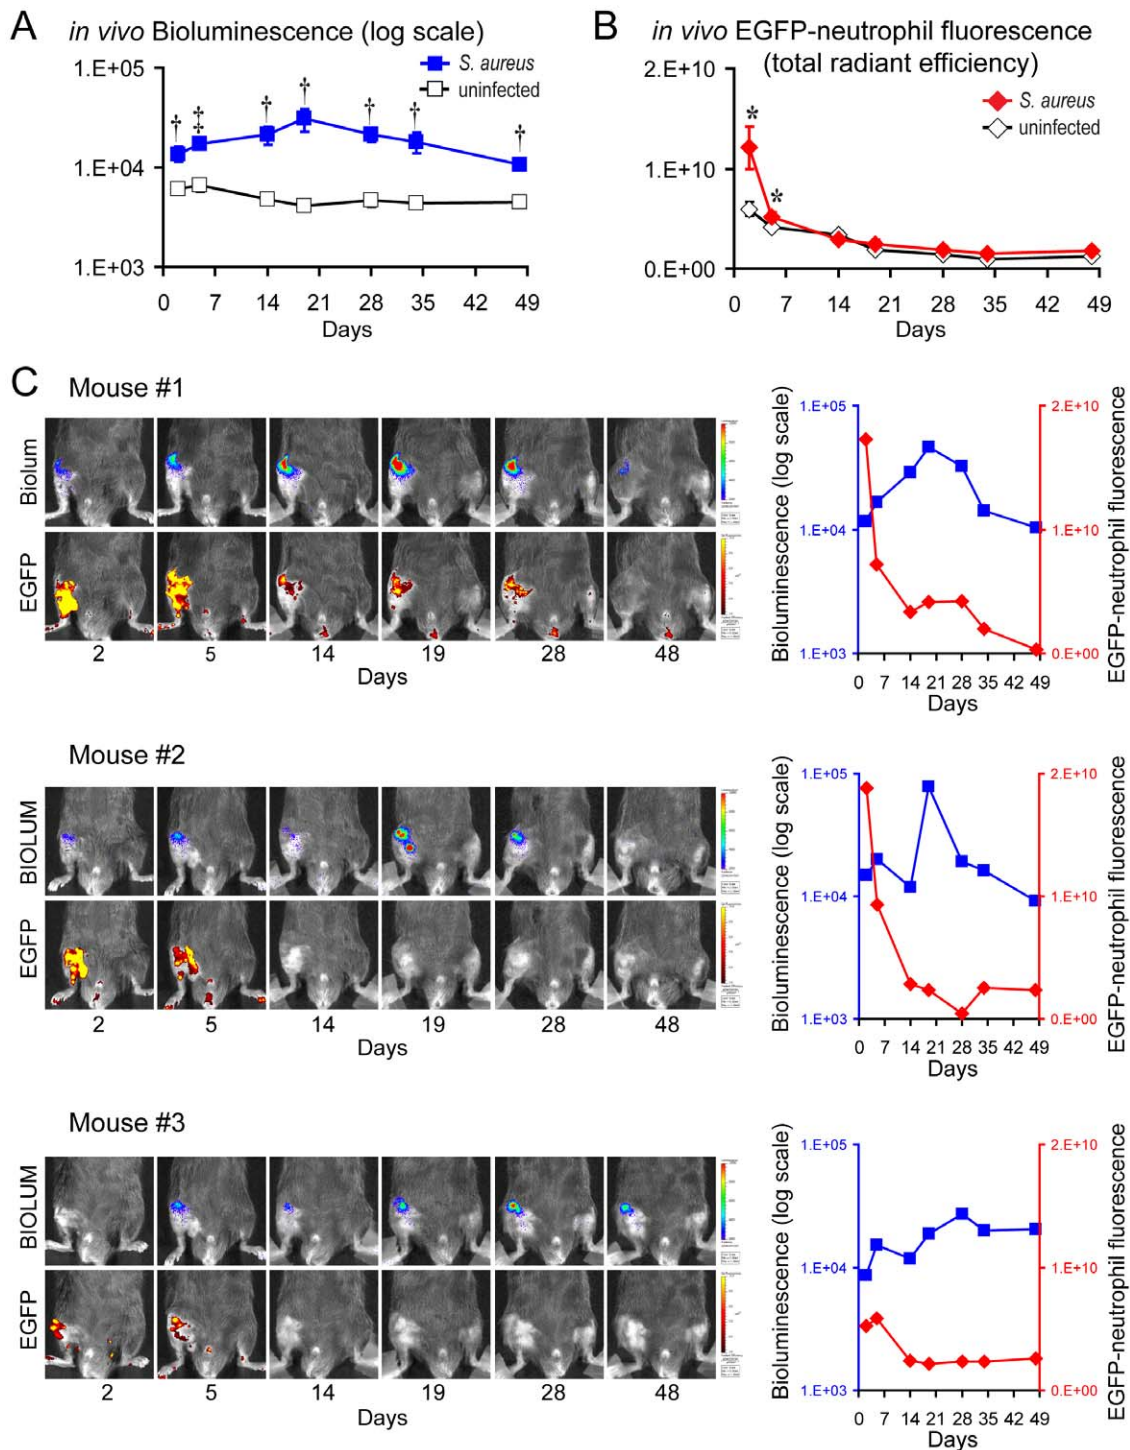 A
in vivo Bioluminescence (log scale)
1.E+05
1.E+04
1.E+03
S. aureus
uninfected
†
‡
†
†
†
†
†
0 7 14 21 28 35 42 49
Days
B
in vivo EGFP-neutrophil fluorescence
(total radiant efficiency)
2.E+10
1.E+10
0.E+00
S. aureus
uninfected
*
*
0 7 14 21 28 35 42 49
Days
C
Mouse #1
Biolum
EGFP
2 5 14 19 28 48
Days
Bioluminescence (log scale)
1.E+05
1.E+04
1.E+03
EGFP-neutrophil fluorescence
2.E+10
1.E+10
0.E+00
0 7 14 21 28 35 42 49
Days
Mouse #2
BIOLUM
EGFP
2 5 14 19 28 48
Days
Bioluminescence (log scale)
1.E+05
1.E+04
1.E+03
EGFP-neutrophil fluorescence
2.E+10
1.E+10
0.E+00
0 7 14 21 28 35 42 49
Days
Mouse #3
BIOLUM
EGFP
2 5 14 19 28 48
Days
Bioluminescence (log scale)
1.E+05
1.E+04
1.E+03
EGFP-neutrophil fluorescence
2.E+10
1.E+10
0.E+00
0 7 14 21 28 35 42 49
Days